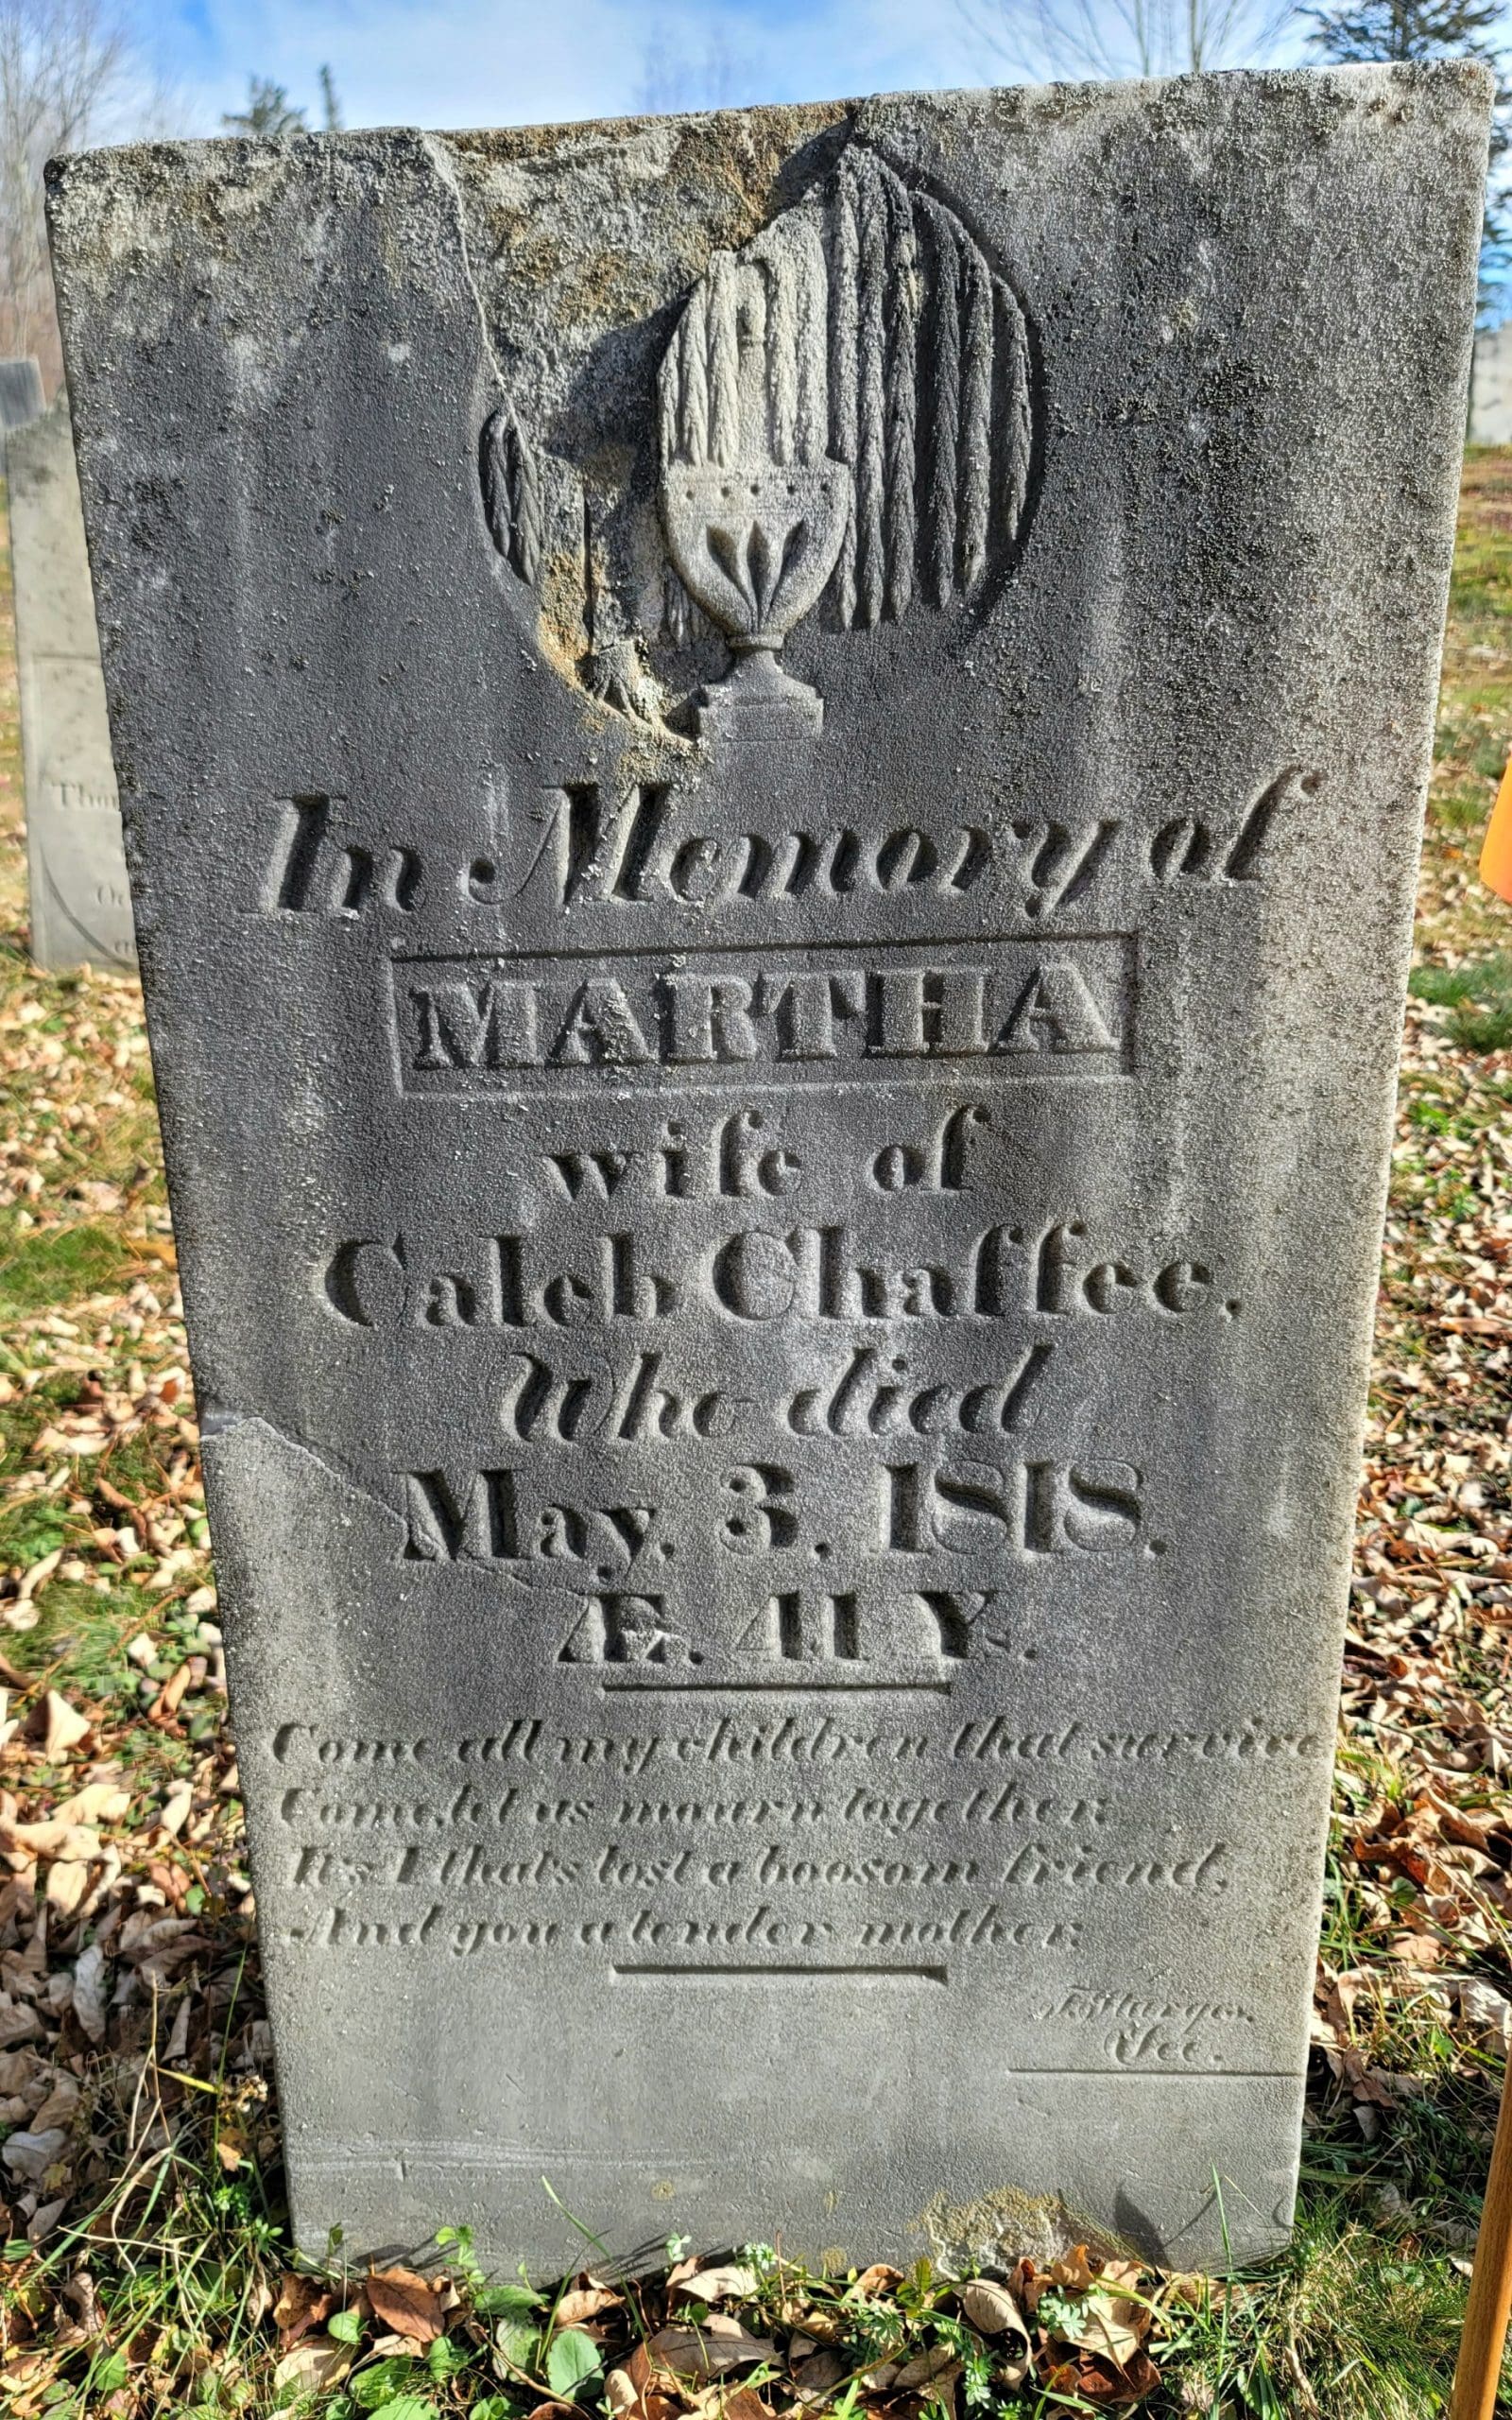 In Memory of
MARTHA
wife of
Caleb Chaffee,
Who died
May. 3. 1818.
Æ. 41 Y.
Come all my children that survive
Come, let us mourn together;
It's I thats lost a boosom friend,
And you a tender mother.